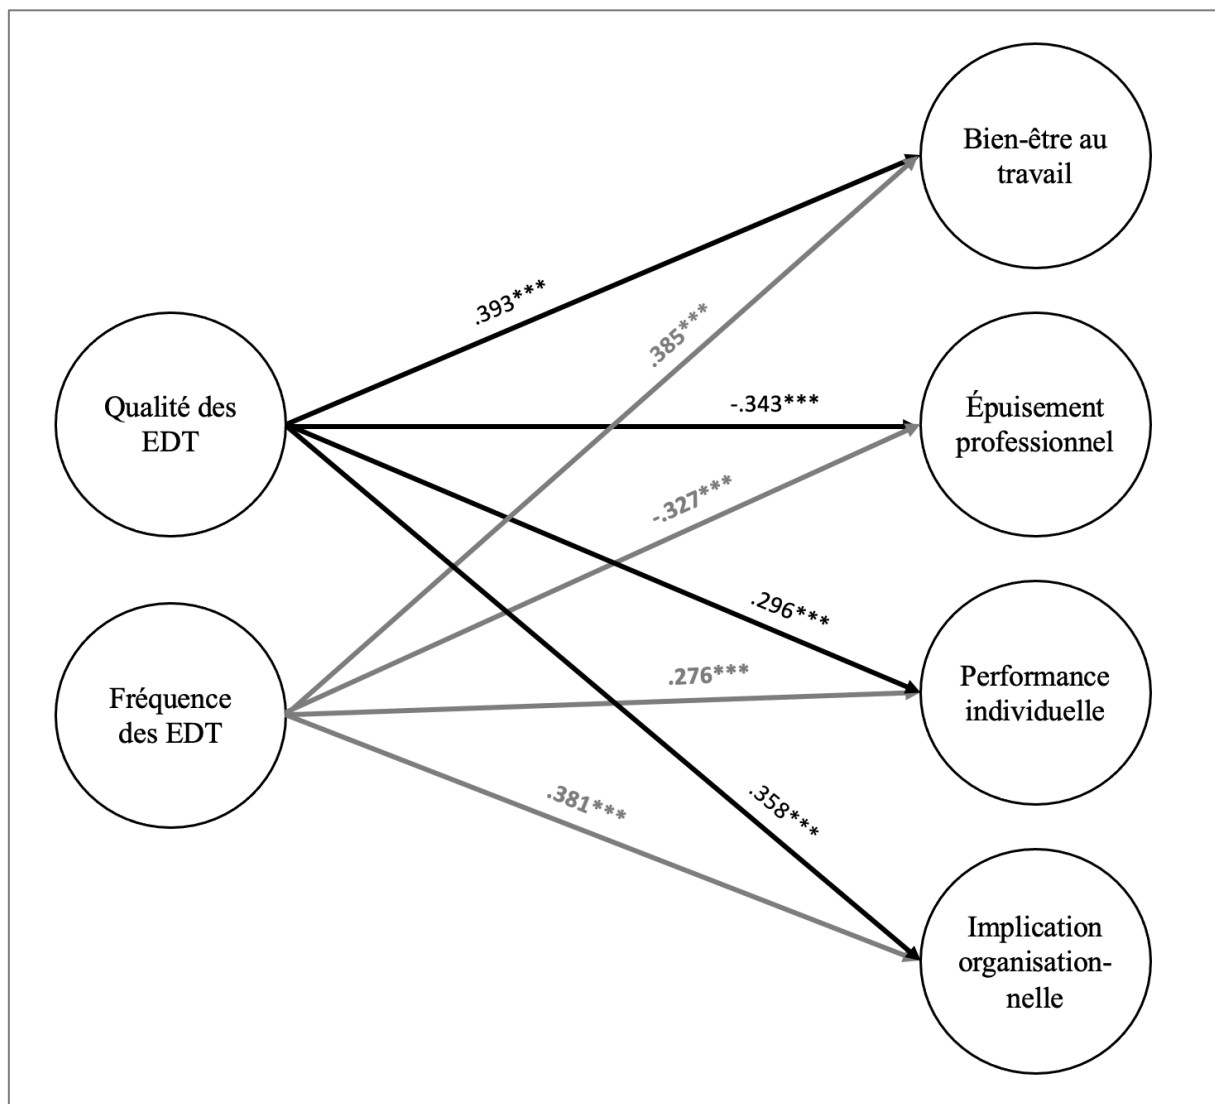 Bien-être au
travail
.393***
.385***
Qualité des
EDT
-.343***
Épuisement
professionnel
-.327***
.296***
Fréquence
des EDT
.276***
Performance
individuelle
.381***
.358***
Implication
organisation-
nelle